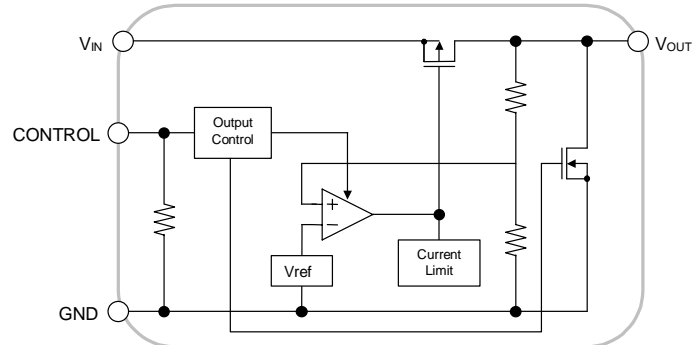 VIN
VOUT
CONTROL
Output
Control
+
−
Vref
Current
Limit
GND